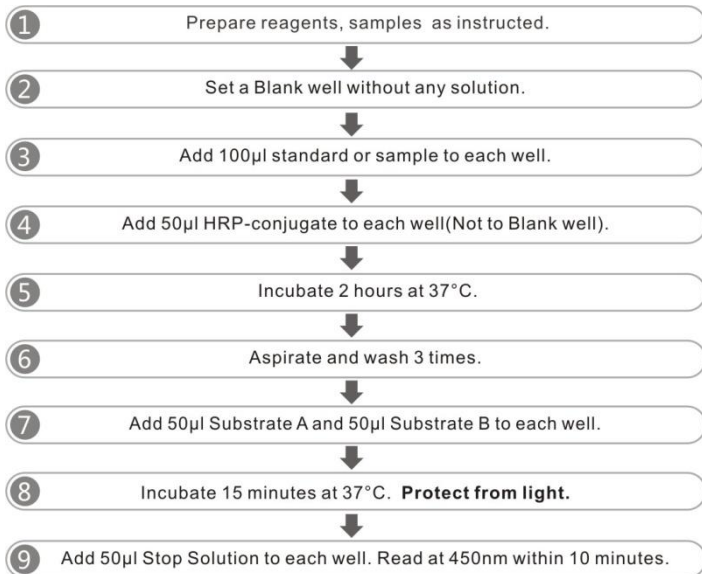 1 Prepare reagents, samples as instructed.
2 Set a Blank well without any solution.
3 Add 100μl standard or sample to each well.
4 Add 50μl HRP-conjugate to each well(Not to Blank well).
5 Incubate 2 hours at 37°C.
6 Aspirate and wash 3 times.
7 Add 50μl Substrate A and 50μl Substrate B to each well.
8 Incubate 15 minutes at 37°C. Protect from light.
9 Add 50μl Stop Solution to each well. Read at 450nm within 10 minutes.